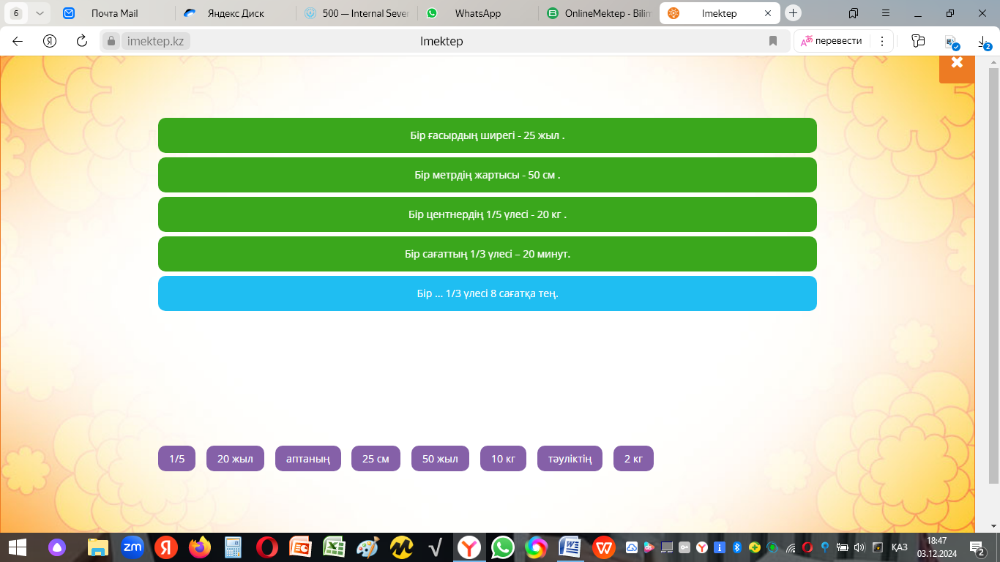 6
Почта Mail
Яндекс Диск
500 — Internal Sever
WhatsApp
OnlineMektep - Bilim
Imektep
imektep.kz
Imektep
перевести
2
Бір ғасырдың ширегі - 25 жыл .
Бір метрдің жартысы - 50 см .
Бір центнердің 1/5 үлесі - 20 кг .
Бір сағаттың 1/3 үлесі – 20 минут.
Бір ... 1/3 үлесі 8 сағатқа тең.
1/5
20 жыл
аптаның
25 см
50 жыл
10 кг
тәуліктің
2 кг
ҚАЗ
18:47
03.12.2024
2